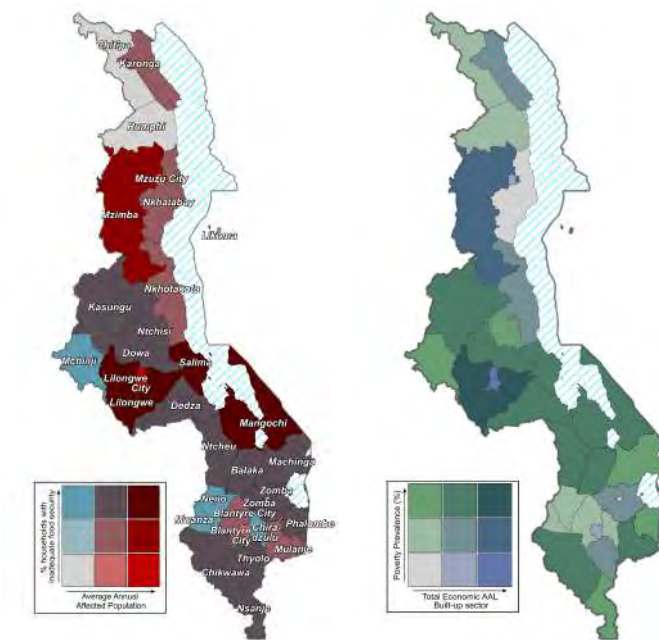 Chitipa
Karonga
Rumphi
Mzuzu City
Nkhatabay
Mzimba
Likoma
Nkhotakota
Kasungu
Ntchisi
Dowa
Mchinji
Salima
Lilongwe
City
Lilongwe
Dedza
Mangochi
Ntcheu
Machinga
Balaka
Neno
Zomba
Zomba
Mwanza
Blantyre
City
Phalombe
Blantyre
Chira
City
dzulu
Mulanje
Thyolo
Chikwawa
Nsanje
% households with
inadequate food security
Average Annual
Affected Population
Poverty Prevalence (%)
Total Economic AAL
Built-up sector